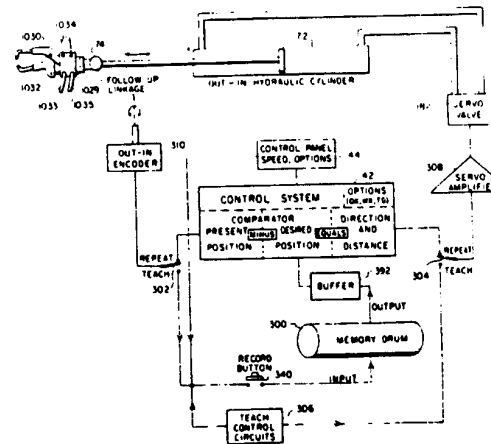 1034
1030
74
72
1032
1033
1035
1029
FOLLOW UP
LINKAGE
OUT-IN HYDRAULIC CYLINDER
SERVO
VALVE
310
OUT-IN
ENCODER
CONTROL PANEL
SPEED, OPTIONS
44
308
SERVO
AMPLIFIER
42
CONTROL SYSTEM
OPTIONS
COMPARATOR
PRESENT MINUS DESIRED EQUALS
POSITION POSITION
DIRECTION
AND
DISTANCE
REPEAT
TEACH
302
REPEAT
TEACH
304
BUFFER
392
OUTPUT
300
MEMORY DRUM
RECORD
BUTTON
340
INPUT
TEACH CONTROL
CIRCUITS
306